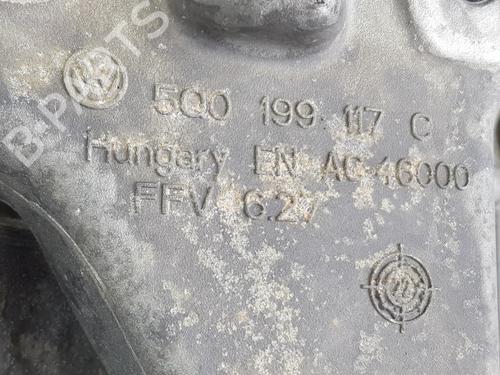 B-PARTS
5Q0 199 117 C
Hungary EN AC-46000
FFV 6.27